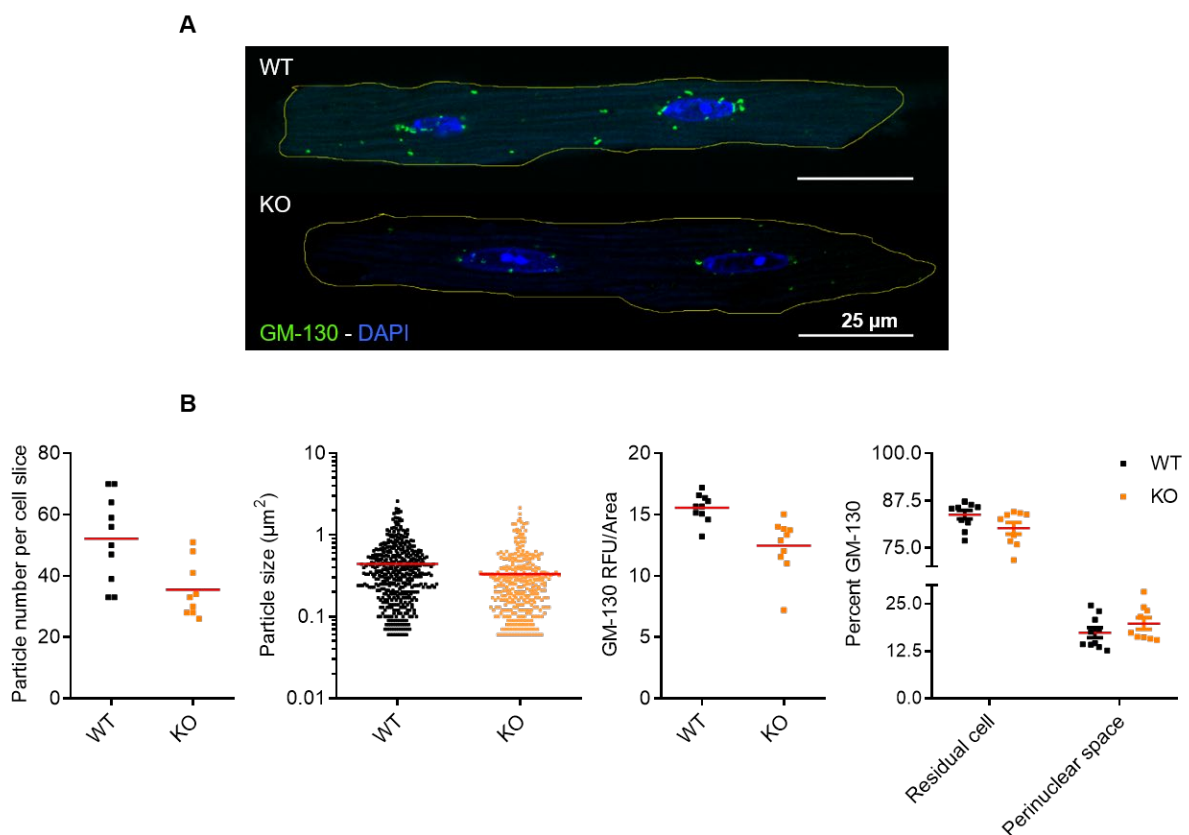 A
WT
KO
GM-130 - DAPI
25 µm
B
Particle number per cell slice
80
60
40
20
0
WT
KO
Particle size (µm²)
10
1
0.1
0.01
WT
KO
GM-130 RFU/Area
20
15
10
5
0
WT
KO
Percent GM-130
100.0
87.5
75.0
25.0
12.5
0.0
Residual cell
Perinuclear space
WT
KO